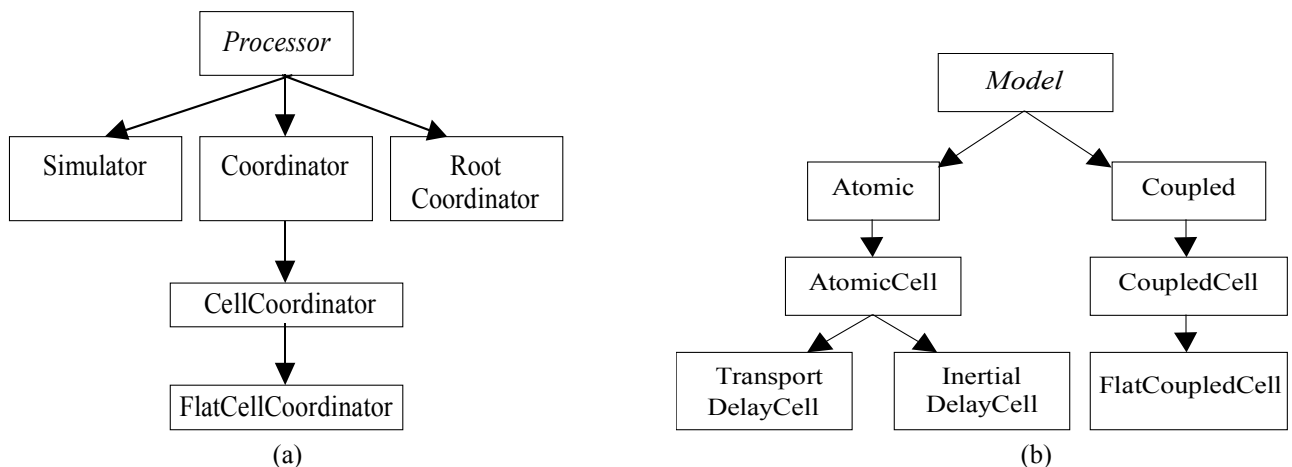 Processor
Simulator
Coordinator
Root
Coordinator
CellCoordinator
FlatCellCoordinator
(a)
Model
Atomic
Coupled
AtomicCell
CoupledCell
Transport
DelayCell
Inertial
DelayCell
FlatCoupledCell
(b)